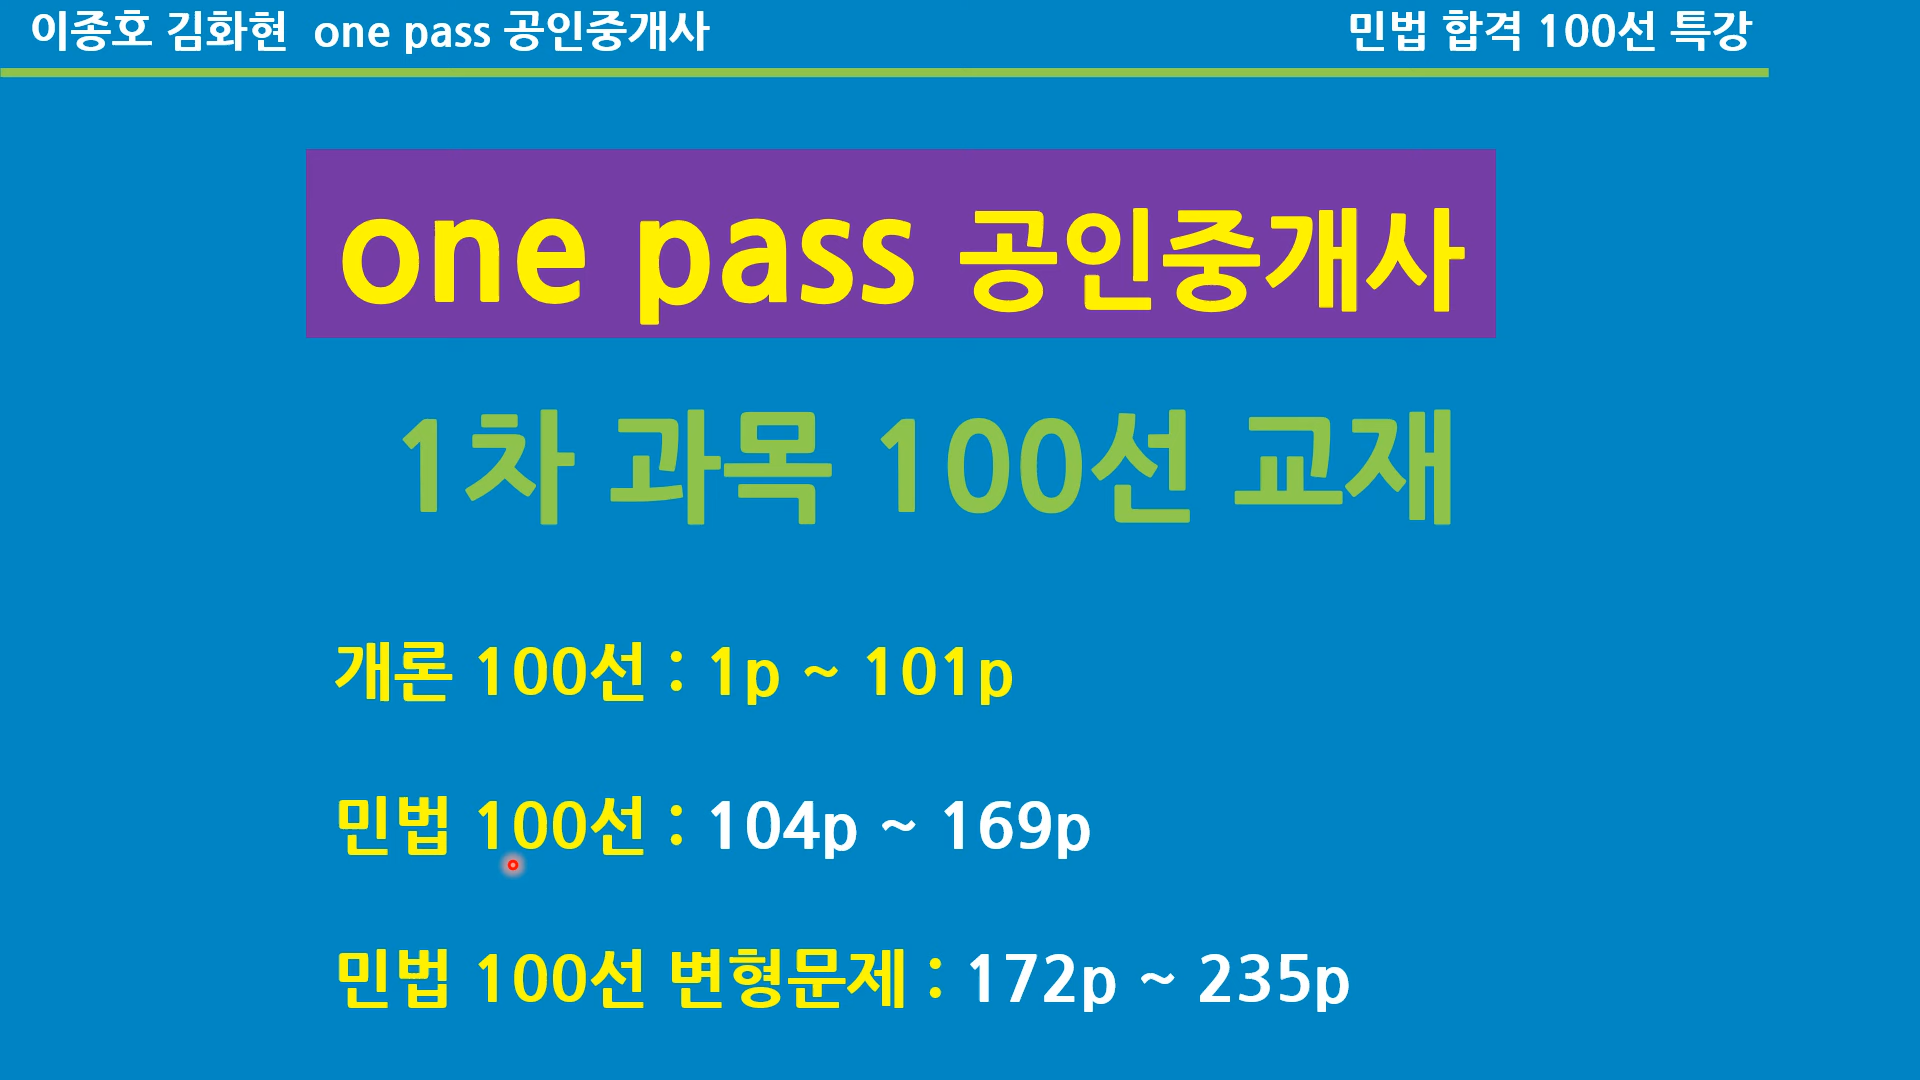 이종호 김화현 one pass 공인중개사
민법 합격 100선 특강
one pass 공인중개사
1차 과목 100선 교재
개론 100선 : 1p ~ 101p
민법 100선 : 104p ~ 169p
민법 100선 변형문제 : 172p ~ 235p